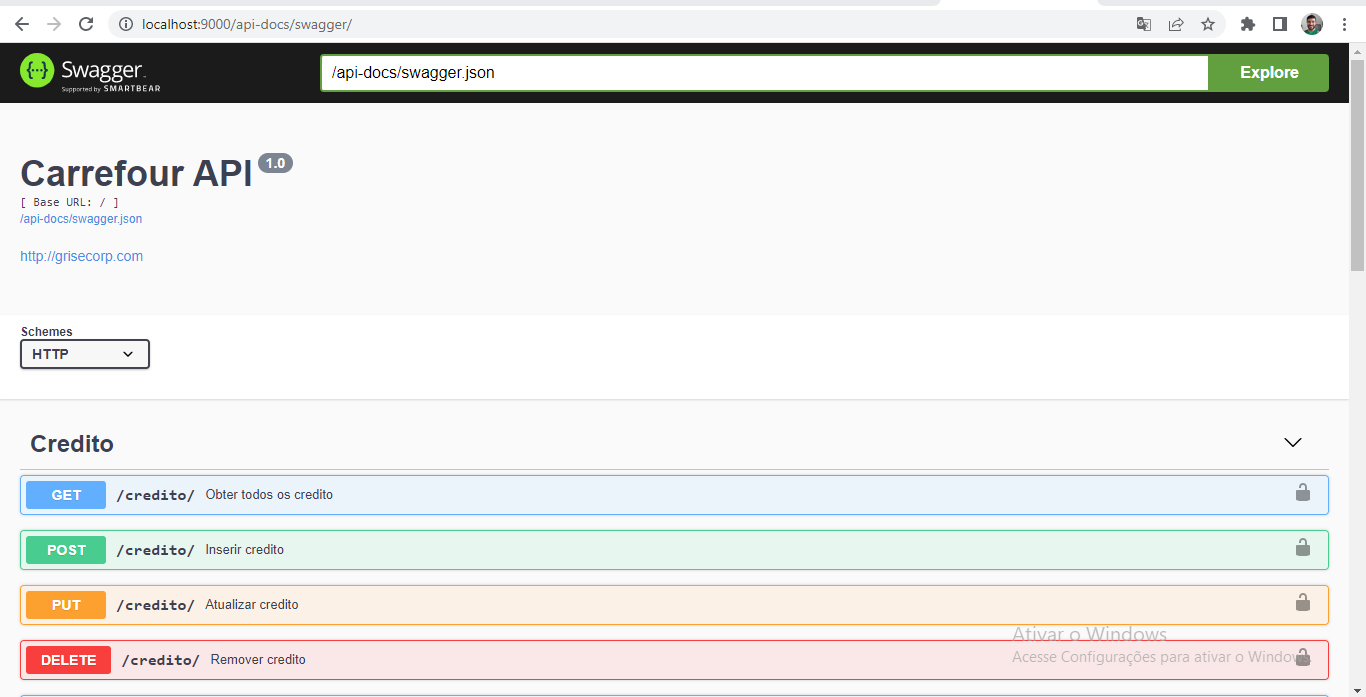 localhost:9000/api-docs/swagger/
Swagger
Supported by SMARTBEAR
/api-docs/swagger.json
Explore
Carrefour API 1.0
[ Base URL: / ]
/api-docs/swagger.json
http://grisecorp.com
Schemes
HTTP
Credito
GET /credito/ Obter todos os credito
POST /credito/ Inserir credito
PUT /credito/ Atualizar credito
Ativar o Windows
DELETE /credito/ Remover credito
Acesse Configurações para ativar o Windows